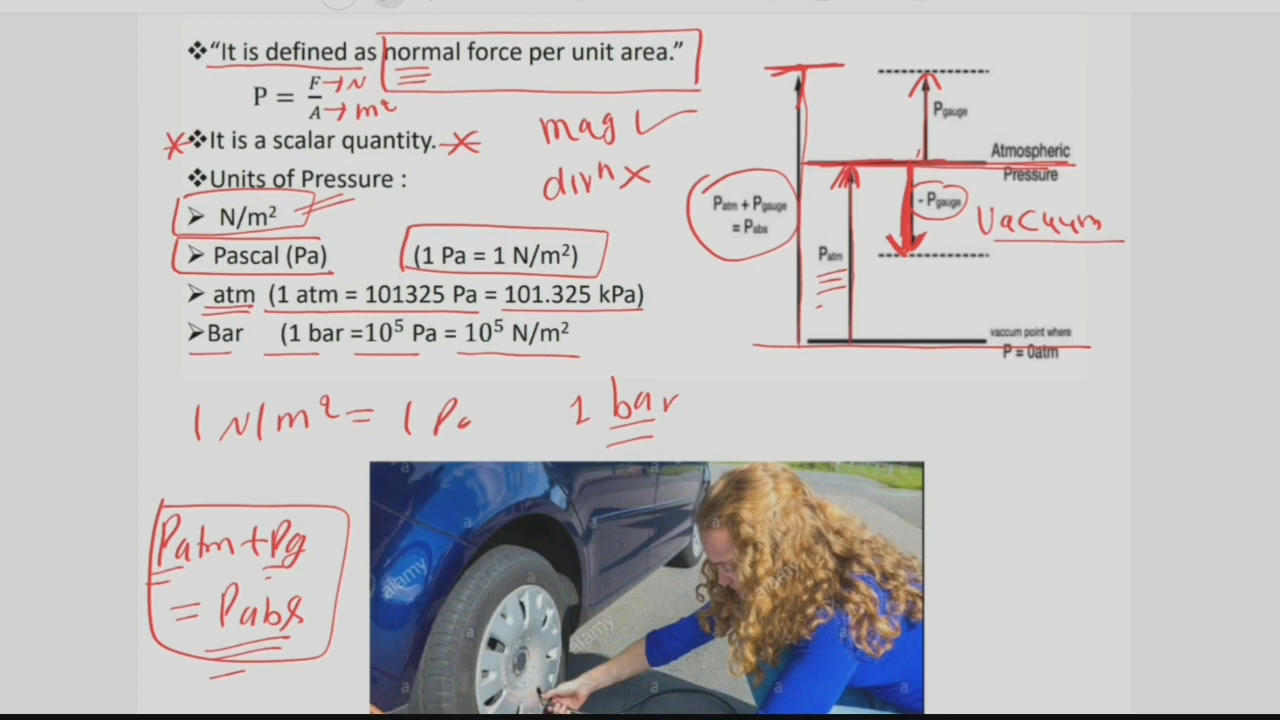 ❖“It is defined as normal force per unit area.”
P = F/A
F→N
A→m²
❖It is a scalar quantity.
mag ✓
dirⁿ ×
❖Units of Pressure :
➢ N/m²
➢ Pascal (Pa) (1 Pa = 1 N/m²)
➢ atm (1 atm = 101325 Pa = 101.325 kPa)
➢Bar (1 bar =10⁵ Pa = 10⁵ N/m²
1 N/m² = 1 Pa
1 bar
Patm + Pg
= Pabs
Pgauge
Atmospheric
Pressure
Patm + Pgauge
= Pabs
- Pgauge
Vacuum
Patm
vaccum point where
P = 0atm
alamy
alamy
alamy
a